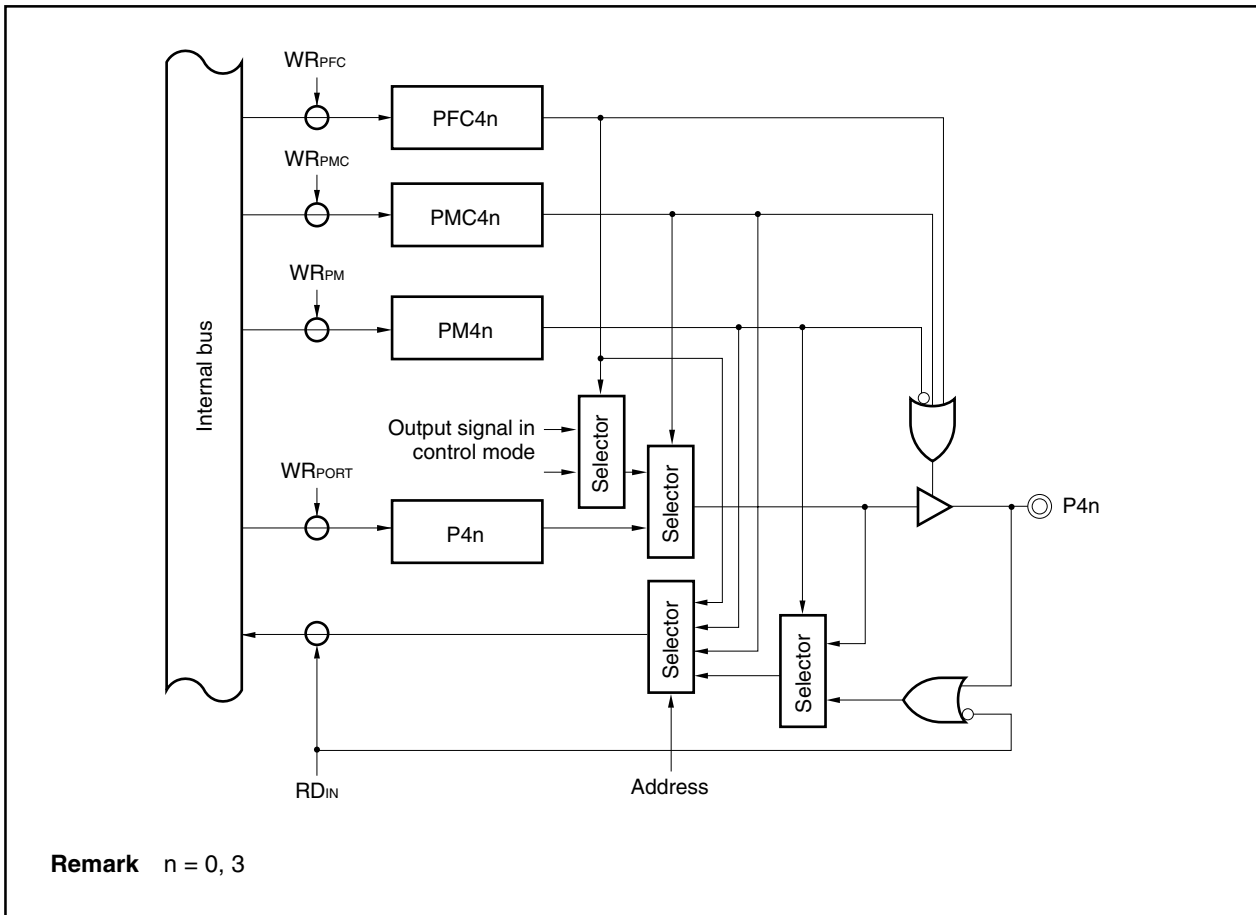 WRPFC
PFC4n
WRPMC
PMC4n
WRPM
PM4n
Internal bus
Output signal in
control mode
Selector
Selector
WRPORT
P4n
P4n
Selector
Selector
RDIN
Address
Remark n = 0, 3